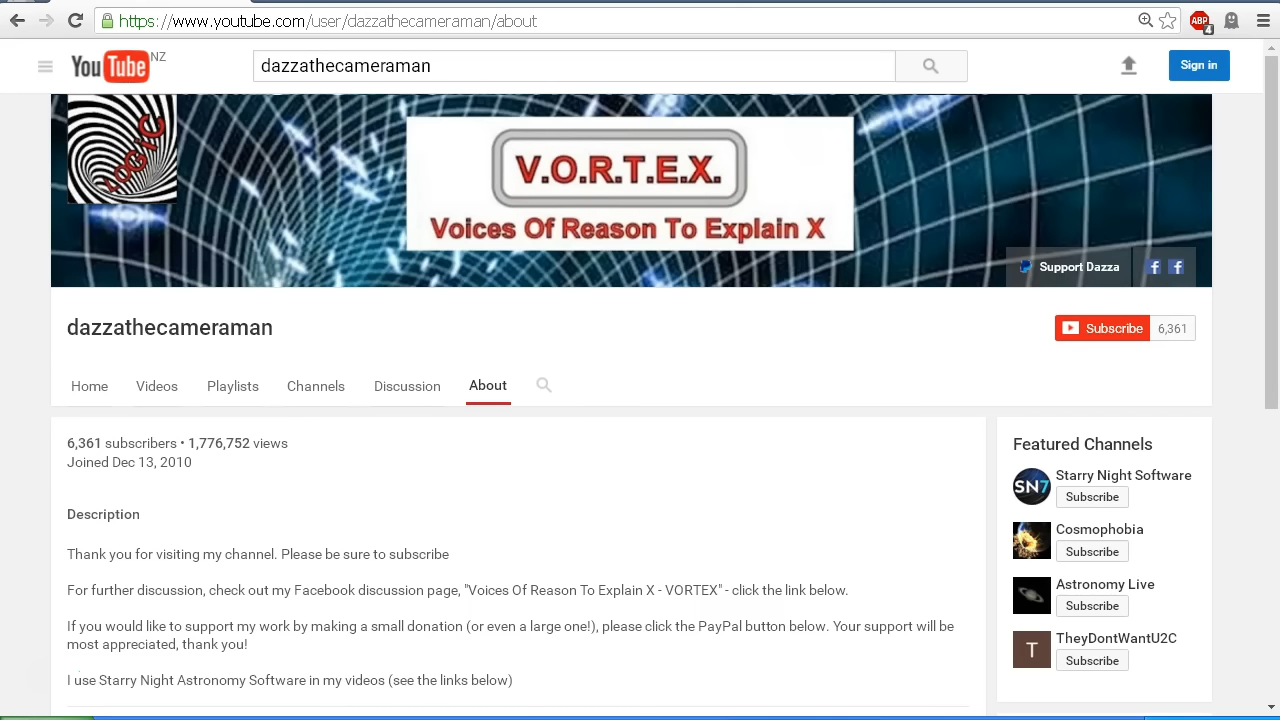 https://www.youtube.com/user/dazzathecameraman/about
ABP
4
YouTube NZ
dazzathecameraman
Sign in
LOGIC
V.O.R.T.E.X.
Voices Of Reason To Explain X
Support Dazza
dazzathecameraman
Subscribe 6,361
Home Videos Playlists Channels Discussion About
6,361 subscribers • 1,776,752 views
Joined Dec 13, 2010
Description
Thank you for visiting my channel. Please be sure to subscribe
For further discussion, check out my Facebook discussion page, "Voices Of Reason To Explain X - VORTEX" - click the link below.
If you would like to support my work by making a small donation (or even a large one!), please click the PayPal button below. Your support will be
most appreciated, thank you!
I use Starry Night Astronomy Software in my videos (see the links below)
Featured Channels
SN7
Starry Night Software
Subscribe
Cosmophobia
Subscribe
Astronomy Live
Subscribe
T
TheyDontWantU2C
Subscribe